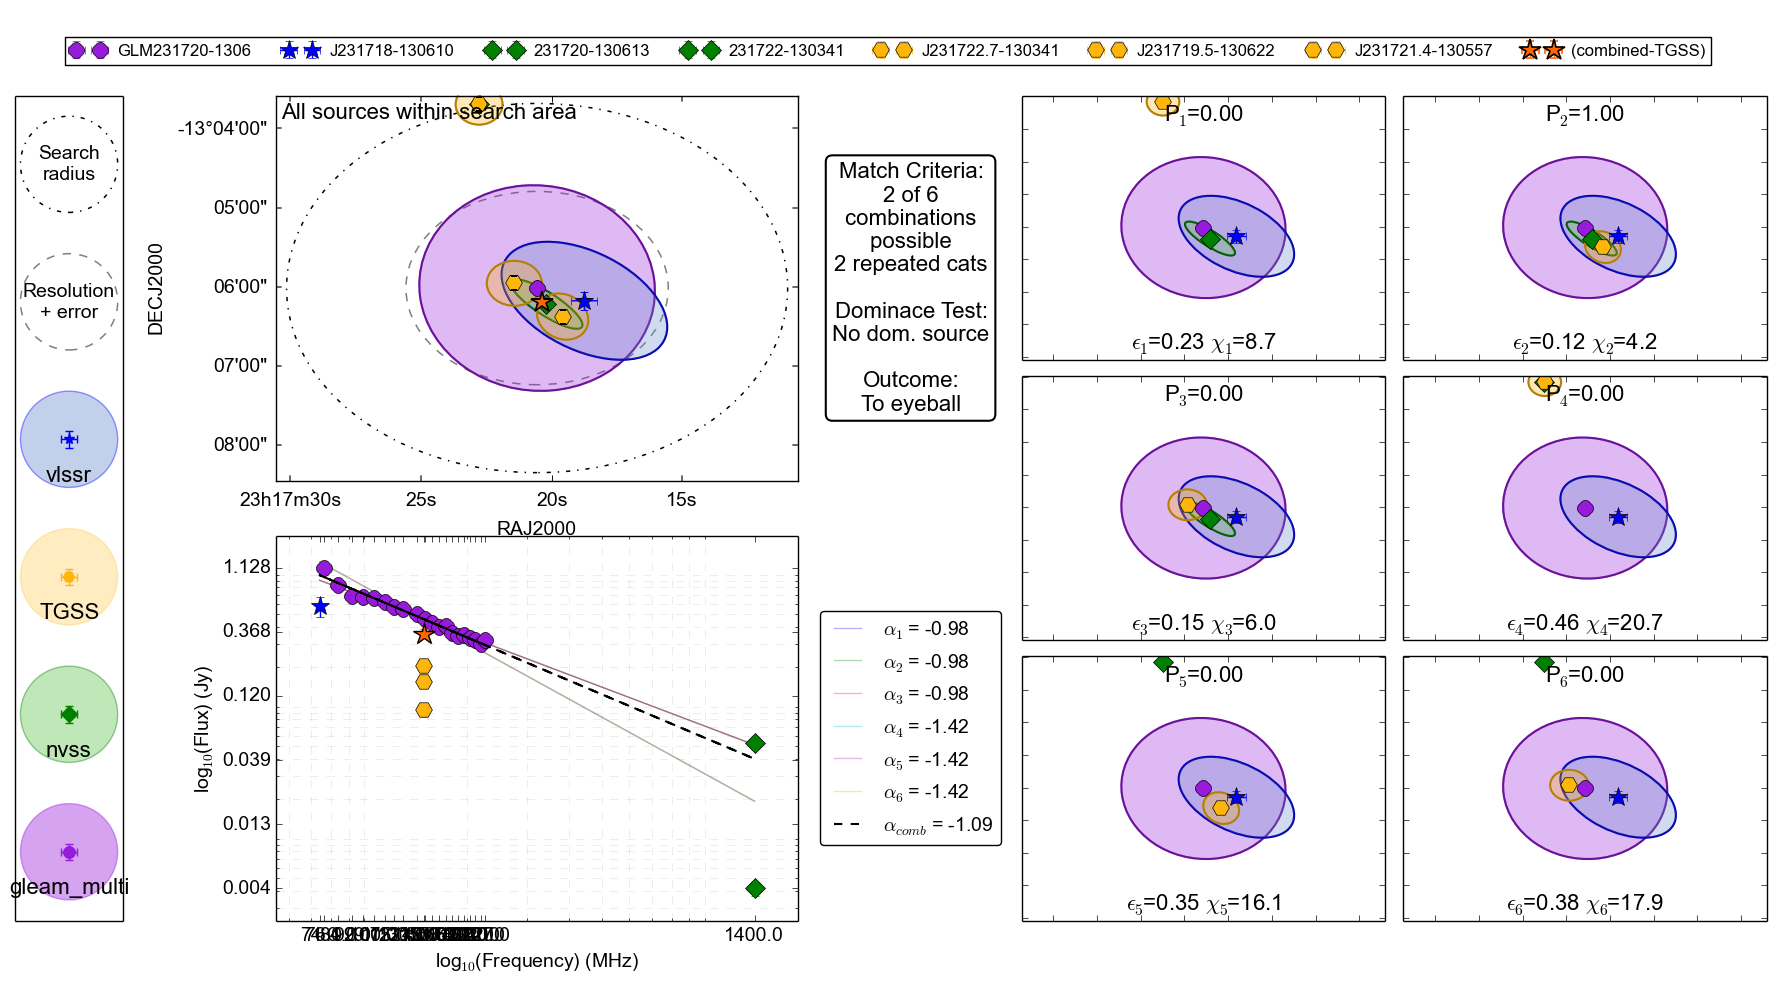 GLM231720-1306 J231718-130610 231720-130613 231722-130341 J231722.7-130341 J231719.5-130622 J231721.4-130557 (combined-TGSS)
Search
radius
Resolution
+ error
vlssr
TGSS
nvss
gleam_multi
All sources within search area
DECJ2000
-13°04'00"
05'00"
06'00"
07'00"
08'00"
23h17m30s 25s 20s 15s
RAJ2000
Match Criteria:
2 of 6
combinations
possible
2 repeated cats
Dominace Test:
No dom. source
Outcome:
To eyeball
log10(Flux) (Jy)
1.128
0.368
0.120
0.039
0.013
0.004
1400.0
log10(Frequency) (MHz)
α1 = -0.98
α2 = -0.98
α3 = -0.98
α4 = -1.42
α5 = -1.42
α6 = -1.42
αcomb = -1.09
P1=0.00
ϵ1=0.23 χ1=8.7
P2=1.00
ϵ2=0.12 χ2=4.2
P3=0.00
ϵ3=0.15 χ3=6.0
P4=0.00
ϵ4=0.46 χ4=20.7
P5=0.00
ϵ5=0.35 χ5=16.1
P6=0.00
ϵ6=0.38 χ6=17.9